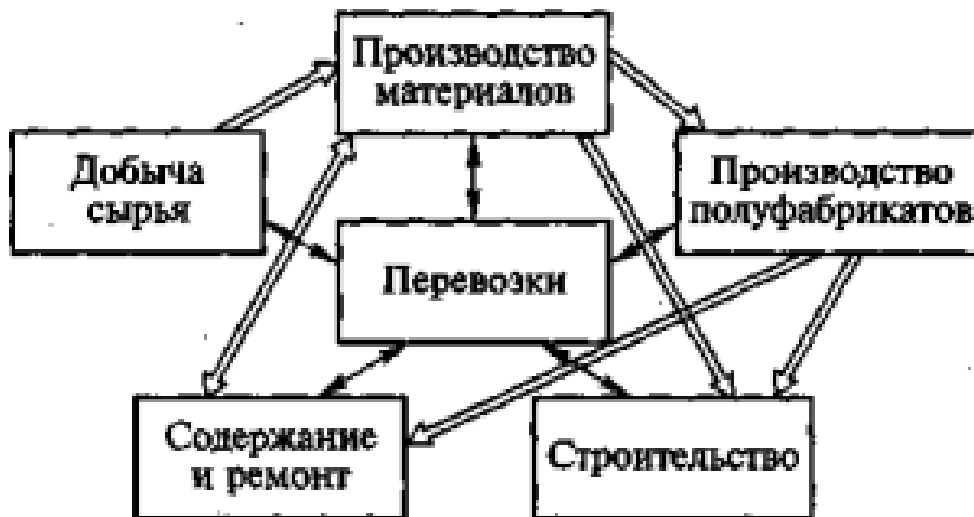 Производство
материалов
Добыча
сырья
Производство
полуфабрикатов
Перевозки
Содержание
и ремонт
Строительство